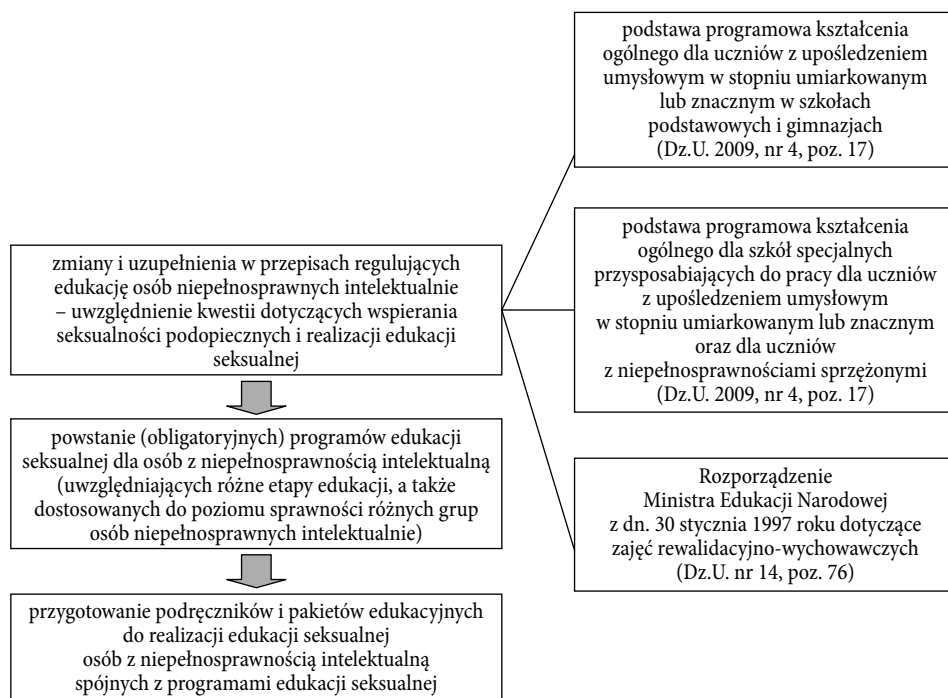 podstawa programowa kształcenia
ogólnego dla uczniów z upośledzeniem
umysłowym w stopniu umiarkowanym
lub znacznym w szkołach
podstawowych i gimnazjach
(Dz.U. 2009, nr 4, poz. 17)
zmiany i uzupełnienia w przepisach regulujących
edukację osób niepełnosprawnych intelektualnie
– uwzględnienie kwestii dotyczących wspierania
seksualności podopiecznych i realizacji edukacji
seksualnej
podstawa programowa kształcenia
ogólnego dla szkół specjalnych
przysposabiających do pracy dla uczniów
z upośledzeniem umysłowym
w stopniu umiarkowanym lub znacznym
oraz dla uczniów
z niepełnosprawnościami sprzężonymi
(Dz.U. 2009, nr 4, poz. 17)
powstanie (obligatoryjnych) programów edukacji
seksualnej dla osób z niepełnosprawnością intelektualną
(uwzględniających różne etapy edukacji, a także
dostosowanych do poziomu sprawności różnych grup
osób niepełnosprawnych intelektualnie)
Rozporządzenie
Ministra Edukacji Narodowej
z dn. 30 stycznia 1997 roku dotyczące
zajęć rewalidacyjno-wychowawczych
(Dz.U. nr 14, poz. 76)
przygotowanie podręczników i pakietów edukacyjnych
do realizacji edukacji seksualnej
osób z niepełnosprawnością intelektualną
spójnych z programami edukacji seksualnej